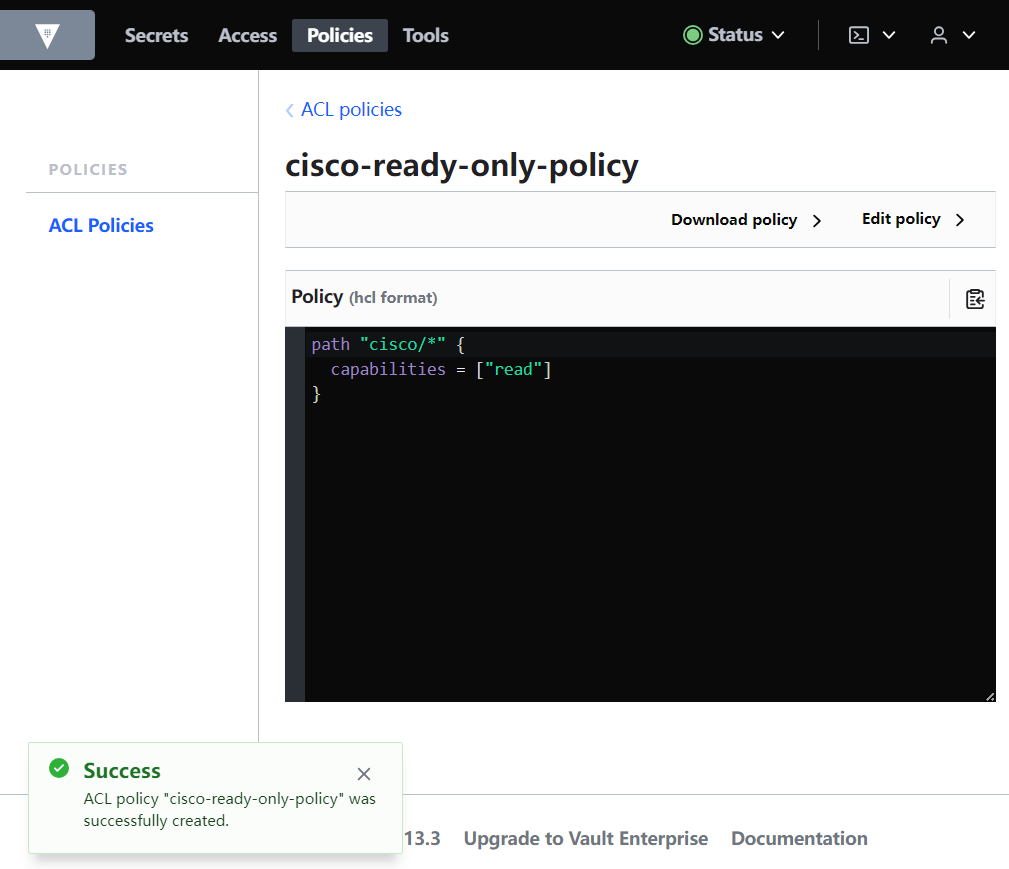 Secrets Access Policies Tools Status
POLICIES
ACL Policies
ACL policies
cisco-ready-only-policy
Download policy Edit policy
Policy (hcl format)
path "cisco/*" {
  capabilities = ["read"]
}
Success
ACL policy "cisco-ready-only-policy" was
successfully created.
13.3 Upgrade to Vault Enterprise Documentation